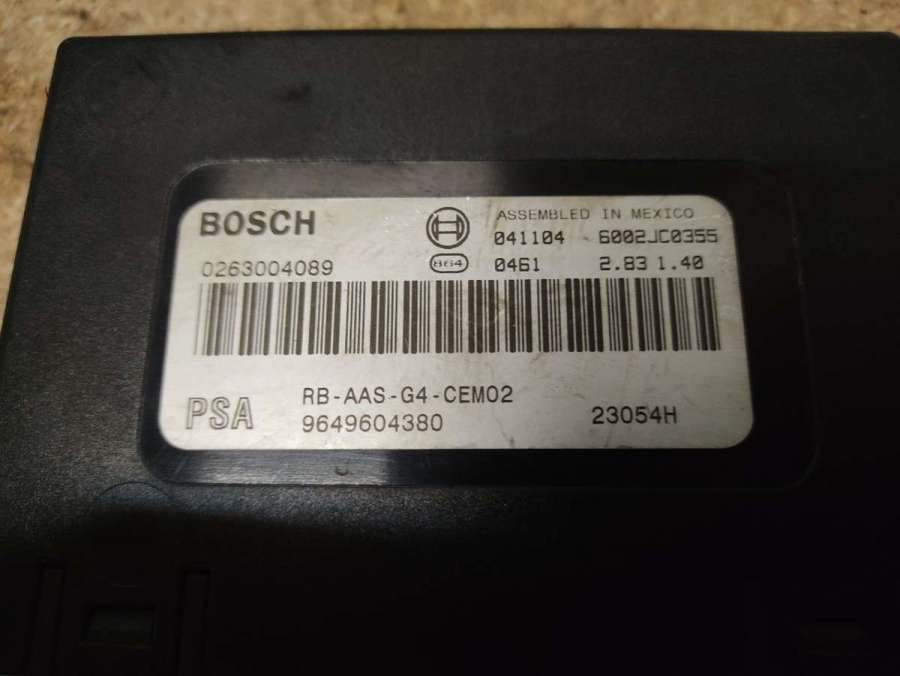 BOSCH
ASSEMBLED IN MEXICO
041104 6002JC0355
0263004089
864
0461 2.83 1.40
PSA
RB-AAS-G4-CEM02
9649604380
23054H